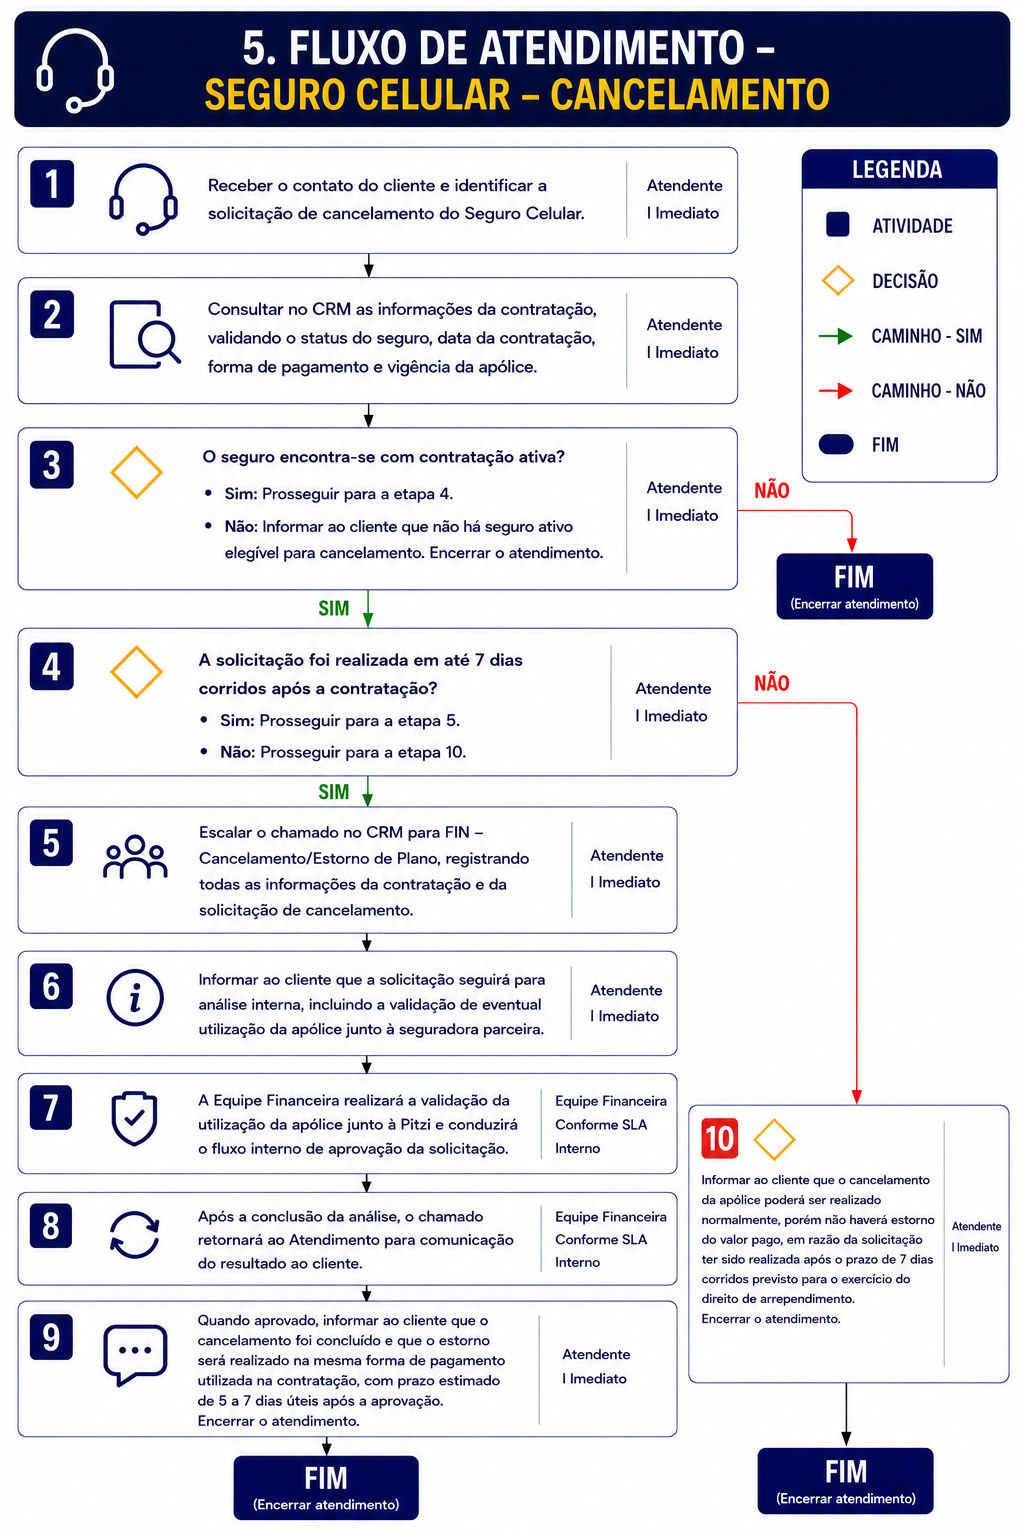 5. FLUXO DE ATENDIMENTO –
SEGURO CELULAR – CANCELAMENTO
1
Receber o contato do cliente e identificar a
solicitação de cancelamento do Seguro Celular.
Atendente
| Imediato
LEGENDA
ATIVIDADE
DECISÃO
CAMINHO - SIM
CAMINHO - NÃO
FIM
2
Consultar no CRM as informações da contratação,
validando o status do seguro, data da contratação,
forma de pagamento e vigência da apólice.
Atendente
| Imediato
3
O seguro encontra-se com contratação ativa?
• Sim: Prosseguir para a etapa 4.
• Não: Informar ao cliente que não há seguro ativo
elegível para cancelamento. Encerrar o atendimento.
Atendente
| Imediato
NÃO
FIM
(Encerrar atendimento)
SIM
4
A solicitação foi realizada em até 7 dias
corridos após a contratação?
• Sim: Prosseguir para a etapa 5.
• Não: Prosseguir para a etapa 10.
Atendente
| Imediato
NÃO
SIM
5
Escalar o chamado no CRM para FIN –
Cancelamento/Estorno de Plano, registrando
todas as informações da contratação e da
solicitação de cancelamento.
Atendente
| Imediato
6
Informar ao cliente que a solicitação seguirá para
análise interna, incluindo a validação de eventual
utilização da apólice junto à seguradora parceira.
Atendente
| Imediato
7
A Equipe Financeira realizará a validação da
utilização da apólice junto à Pitzi e conduzirá
o fluxo interno de aprovação da solicitação.
Equipe Financeira
Conforme SLA
Interno
8
Após a conclusão da análise, o chamado
retornará ao Atendimento para comunicação
do resultado ao cliente.
Equipe Financeira
Conforme SLA
Interno
9
Quando aprovado, informar ao cliente que o
cancelamento foi concluído e que o estorno
será realizado na mesma forma de pagamento
utilizada na contratação, com prazo estimado
de 5 a 7 dias úteis após a aprovação.
Encerrar o atendimento.
Atendente
| Imediato
FIM
(Encerrar atendimento)
10
Informar ao cliente que o cancelamento
da apólice poderá ser realizado
normalmente, porém não haverá estorno
do valor pago, em razão da solicitação
ter sido realizada após o prazo de 7 dias
corridos previsto para o exercício do
direito de arrependimento.
Encerrar o atendimento.
Atendente
| Imediato
FIM
(Encerrar atendimento)